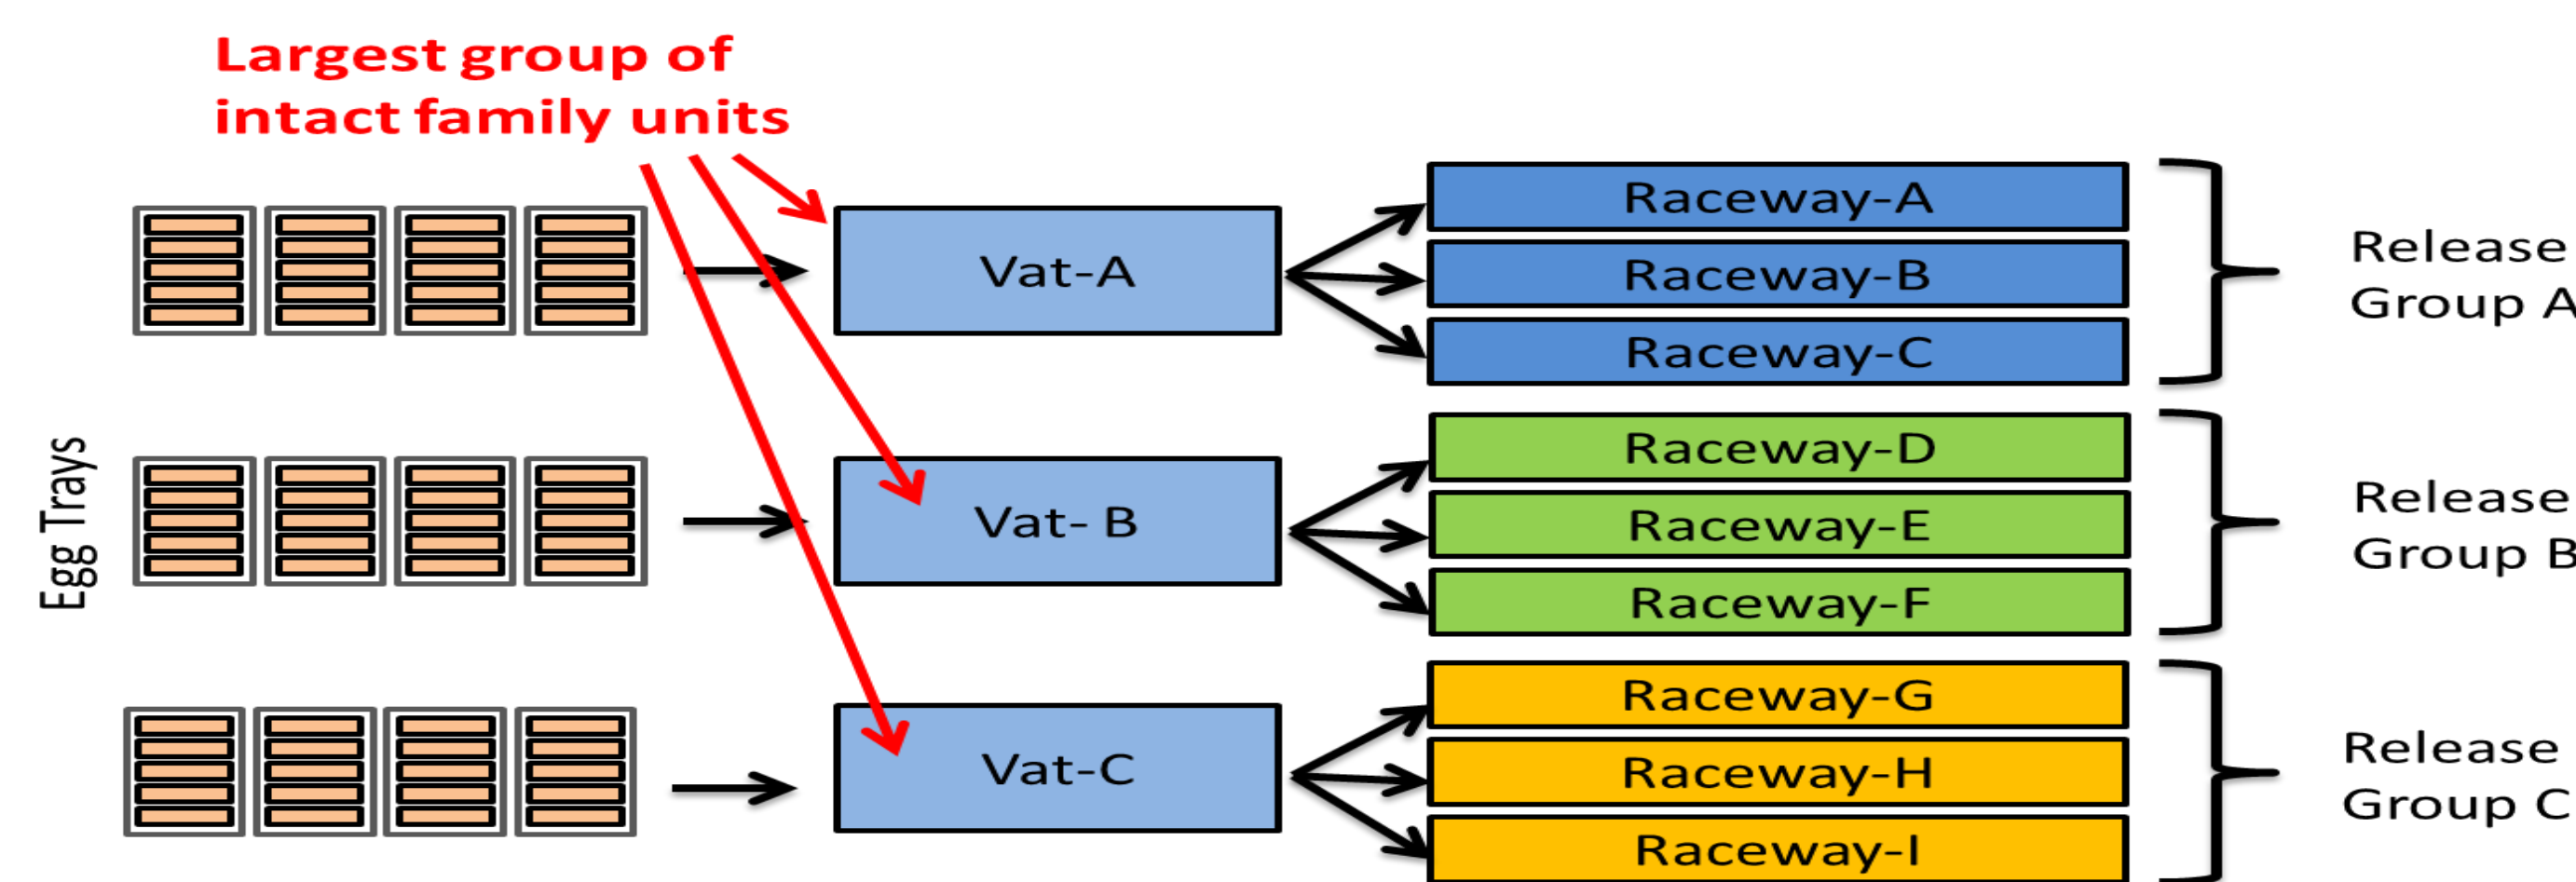 Largest group of
intact family units
Egg Trays
Vat-A
Raceway-A
Raceway-B
Raceway-C
Release
Group A
Vat- B
Raceway-D
Raceway-E
Raceway-F
Release
Group B
Vat-C
Raceway-G
Raceway-H
Raceway-I
Release
Group C